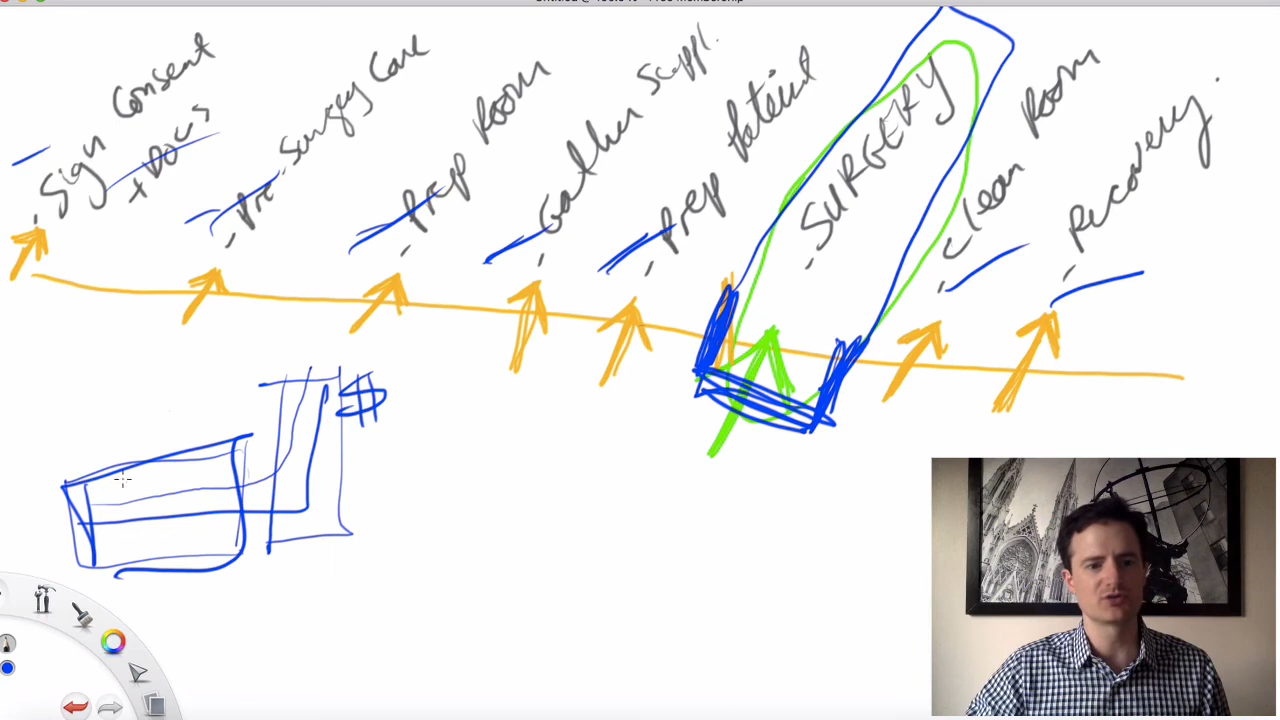 - Sign Consent
+ Docs
- Pre-Surgery Care
- Prep Room
- Gather Suppl.
- Prep Patient
- SURGERY
- Clean Room
- Recovery.
$